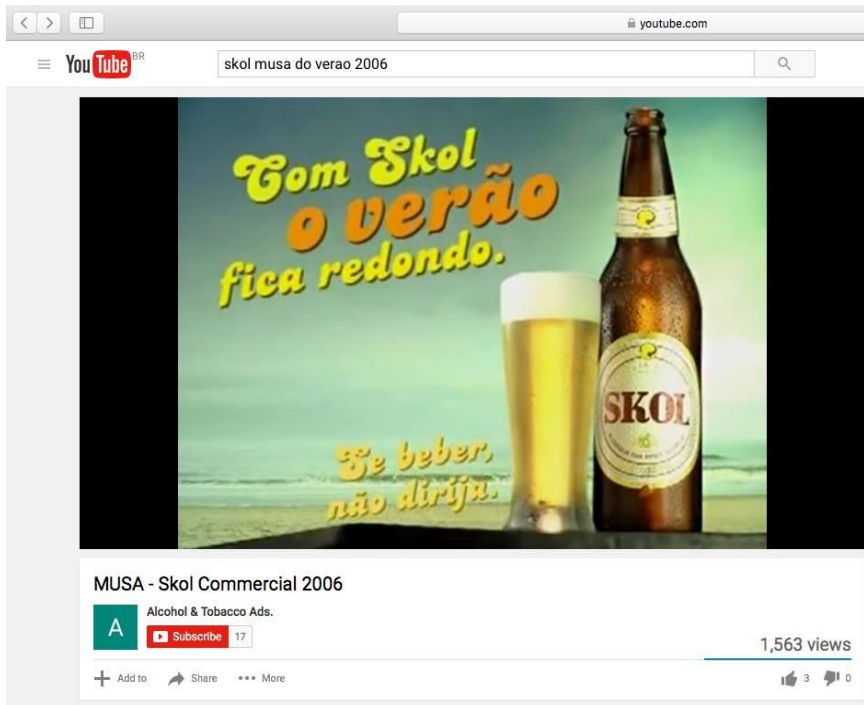 youtube.com
YouTube BR
skol musa do verao 2006
Com Skol
o verão
fica redondo.
SKOL
Se beber,
não dirija.
MUSA - Skol Commercial 2006
A
Alcohol & Tobacco Ads.
Subscribe 17
1,563 views
Add to Share More
3 0